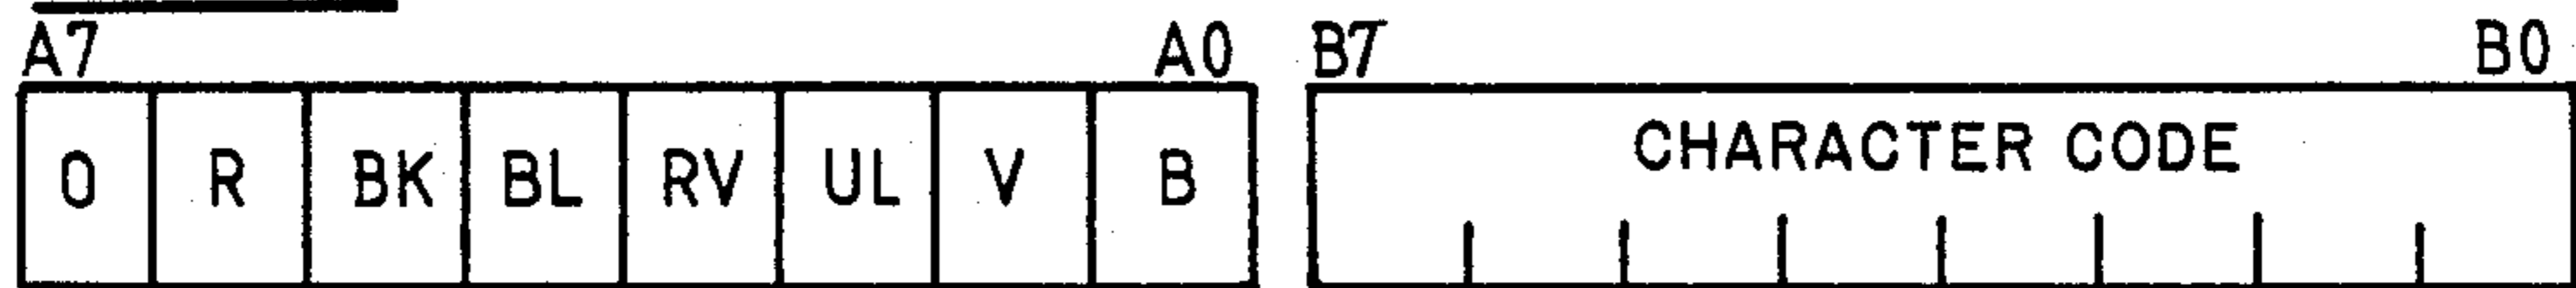 A7 A0 B7 B0
0 R BK BL RV UL V B CHARACTER CODE